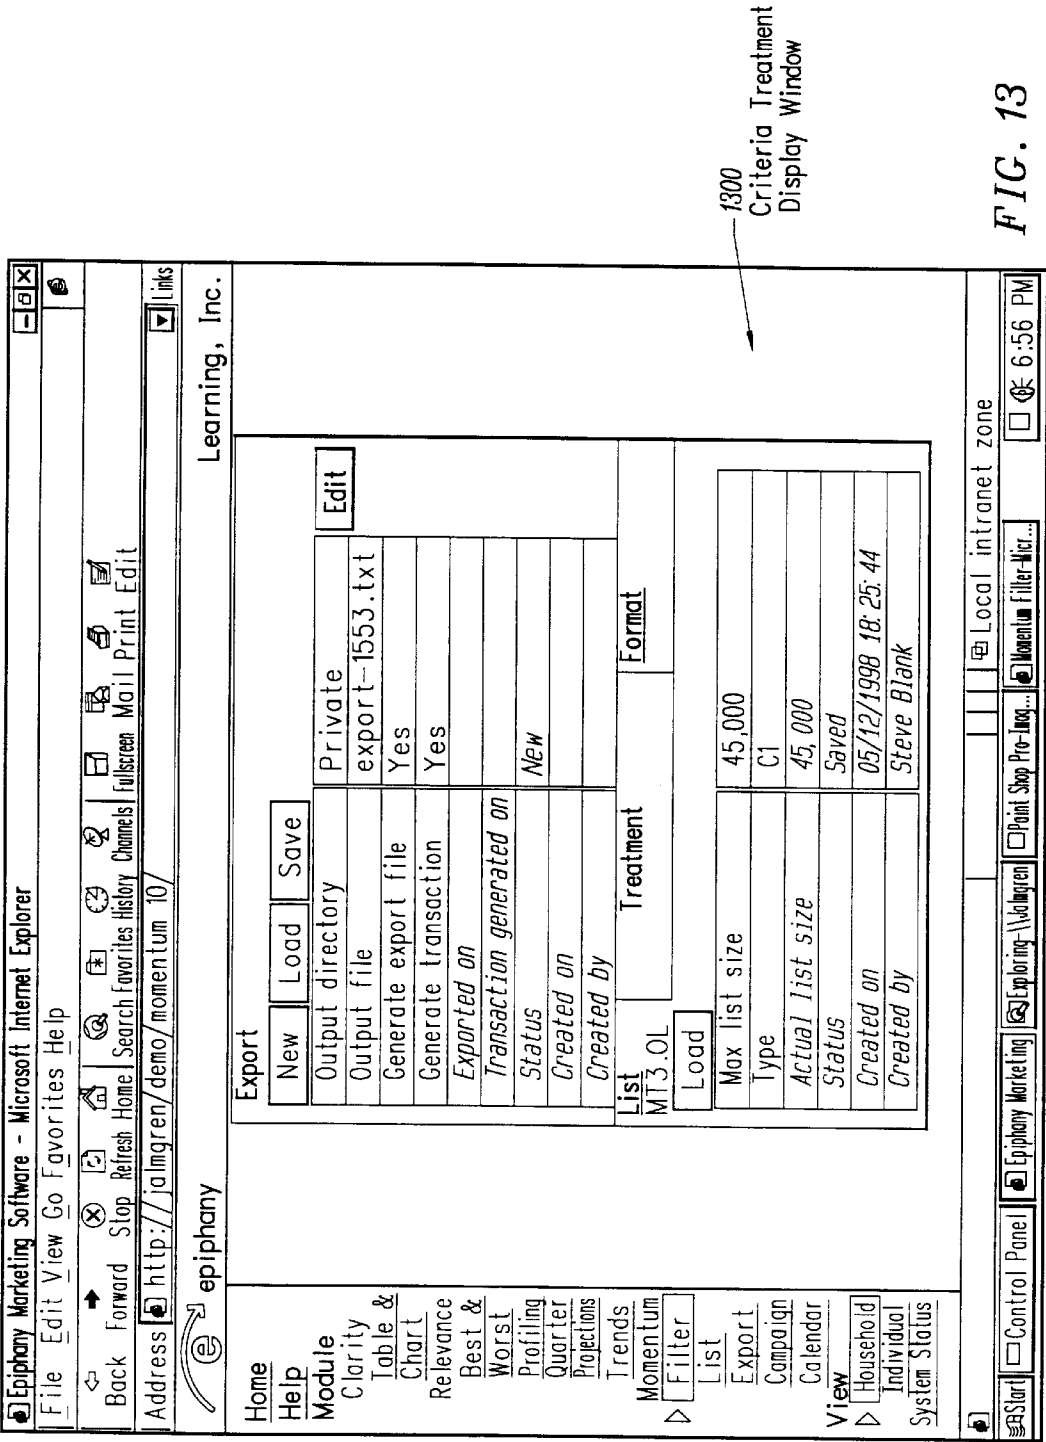 Epiphany Marketing Software - Microsoft Internet Explorer
File Edit View Go Favorites Help
Back Forward Stop Refresh Home Search Favorites History Channels Fullscreen Mail Print Edit
Address http://jalmgren/demo/momentum 10/ Links
e epiphany Learning, Inc.
Home
Help
Module
Clarity
Table &
Chart
Relevance
Best &
Worst
Profiling
Quarter
Projections
Trends
Momentum
Filter
List
Export
Campaign
Calendar
View
Household
Individual
System Status
Export
New Load Save
Output directory Private Edit
Output file export-1553.txt
Generate export file Yes
Generate transaction Yes
Exported on
Transaction generated on
Status New
Created on
Created by
List Treatment Format
MT3.OL
Load
Max list size 45,000
Type C1
Actual list size 45,000
Status Saved
Created on 05/12/1998 18:25:44
Created by Steve Blank
Local intranet zone
Start Control Panel Epiphany Marketing Exploring-\\Jalmgren Paint Shop Pro-Imag... Momentum Filter-Micr... 6:56 PM
1300
Criteria Treatment
Display Window
FIG. 13